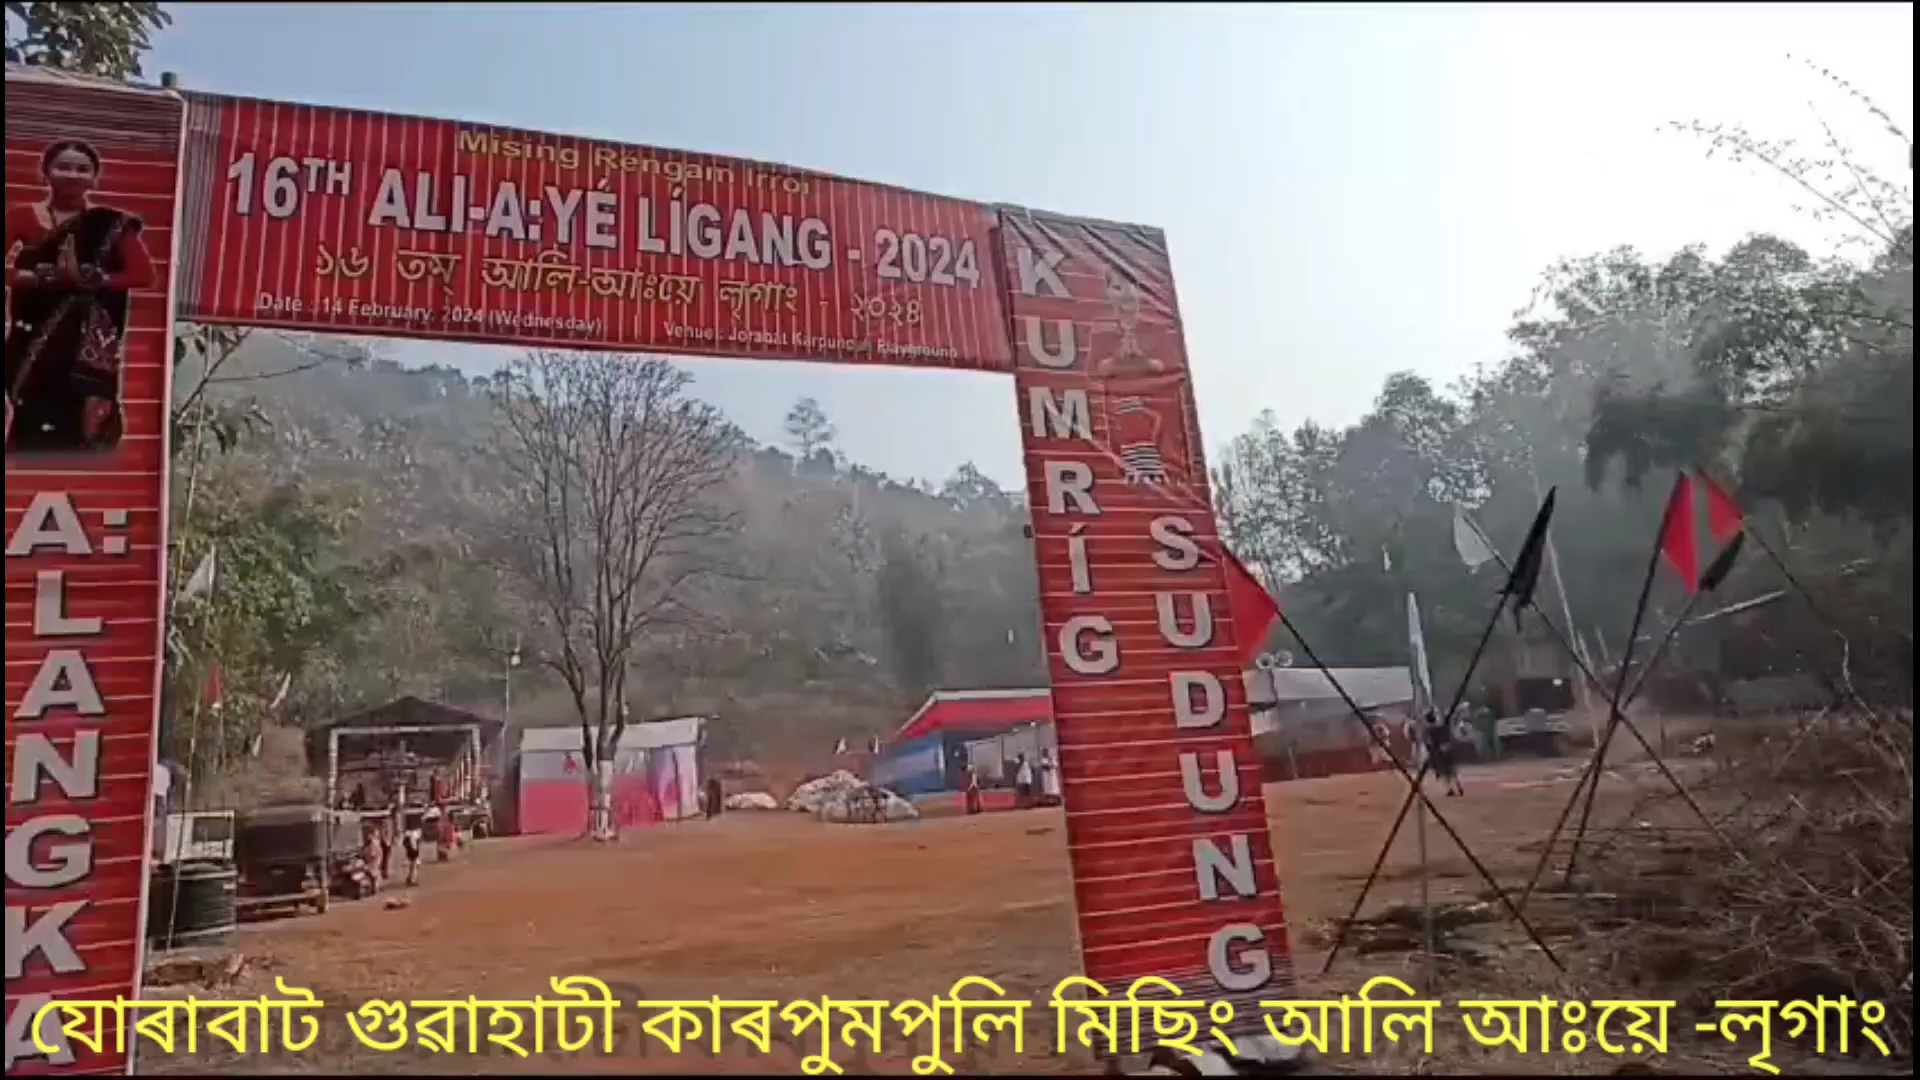 Mising Rengam Irroi
16TH ALI-A:YÉ LÍGANG - 2024
১৬ তম্ আলি-আঃয়ে লৃগাং - ২০২৪
Date : 14 February, 2024 (Wednesday)
Venue : Jorabat Karpungpuli Playground
A:LANGKA
KUMRÍG
SUDUNG
যোৰাবাট গুৱাহাটী কাৰপুমপুলি মিছিং আলি আঃয়ে -লৃগাং